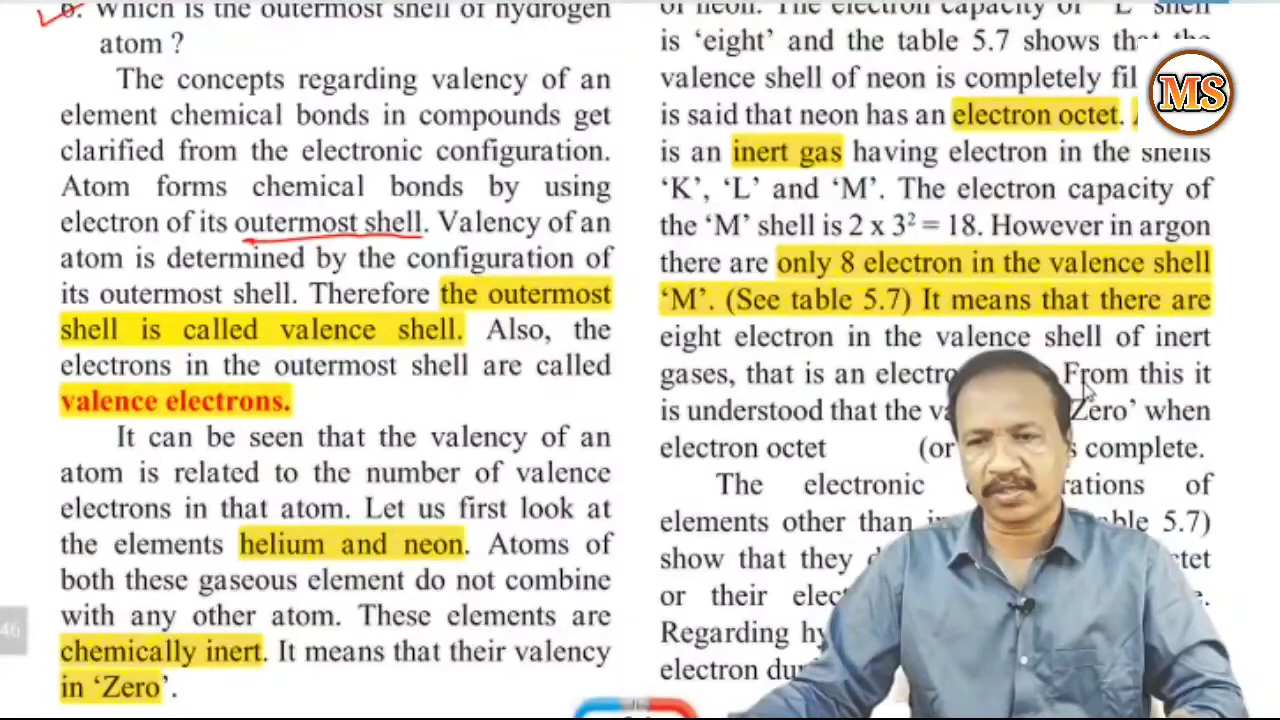 6. Which is the outermost shell of hydrogen
atom ?
The concepts regarding valency of an
element chemical bonds in compounds get
clarified from the electronic configuration.
Atom forms chemical bonds by using
electron of its outermost shell. Valency of an
atom is determined by the configuration of
its outermost shell. Therefore the outermost
shell is called valence shell. Also, the
electrons in the outermost shell are called
valence electrons.
It can be seen that the valency of an
atom is related to the number of valence
electrons in that atom. Let us first look at
the elements helium and neon. Atoms of
both these gaseous element do not combine
with any other atom. These elements are
chemically inert. It means that their valency
in ‘Zero’.
46
of neon. The electron capacity of ‘L’ shell
is ‘eight’ and the table 5.7 shows that the
valence shell of neon is completely
is said that neon has an electron octet.
is an inert gas having electron in the shells
‘K’, ‘L’ and ‘M’. The electron capacity of
the ‘M’ shell is 2 x 3² = 18. However in argon
there are only 8 electron in the valence shell
‘M’. (See table 5.7) It means that there are
eight electron in the valence shell of inert
gases, that is an From this it
is understood that the Zero’ when
electron octet (or complete.
The electronic of
elements other than 5.7)
show that they
or their
Regarding
electron
MS